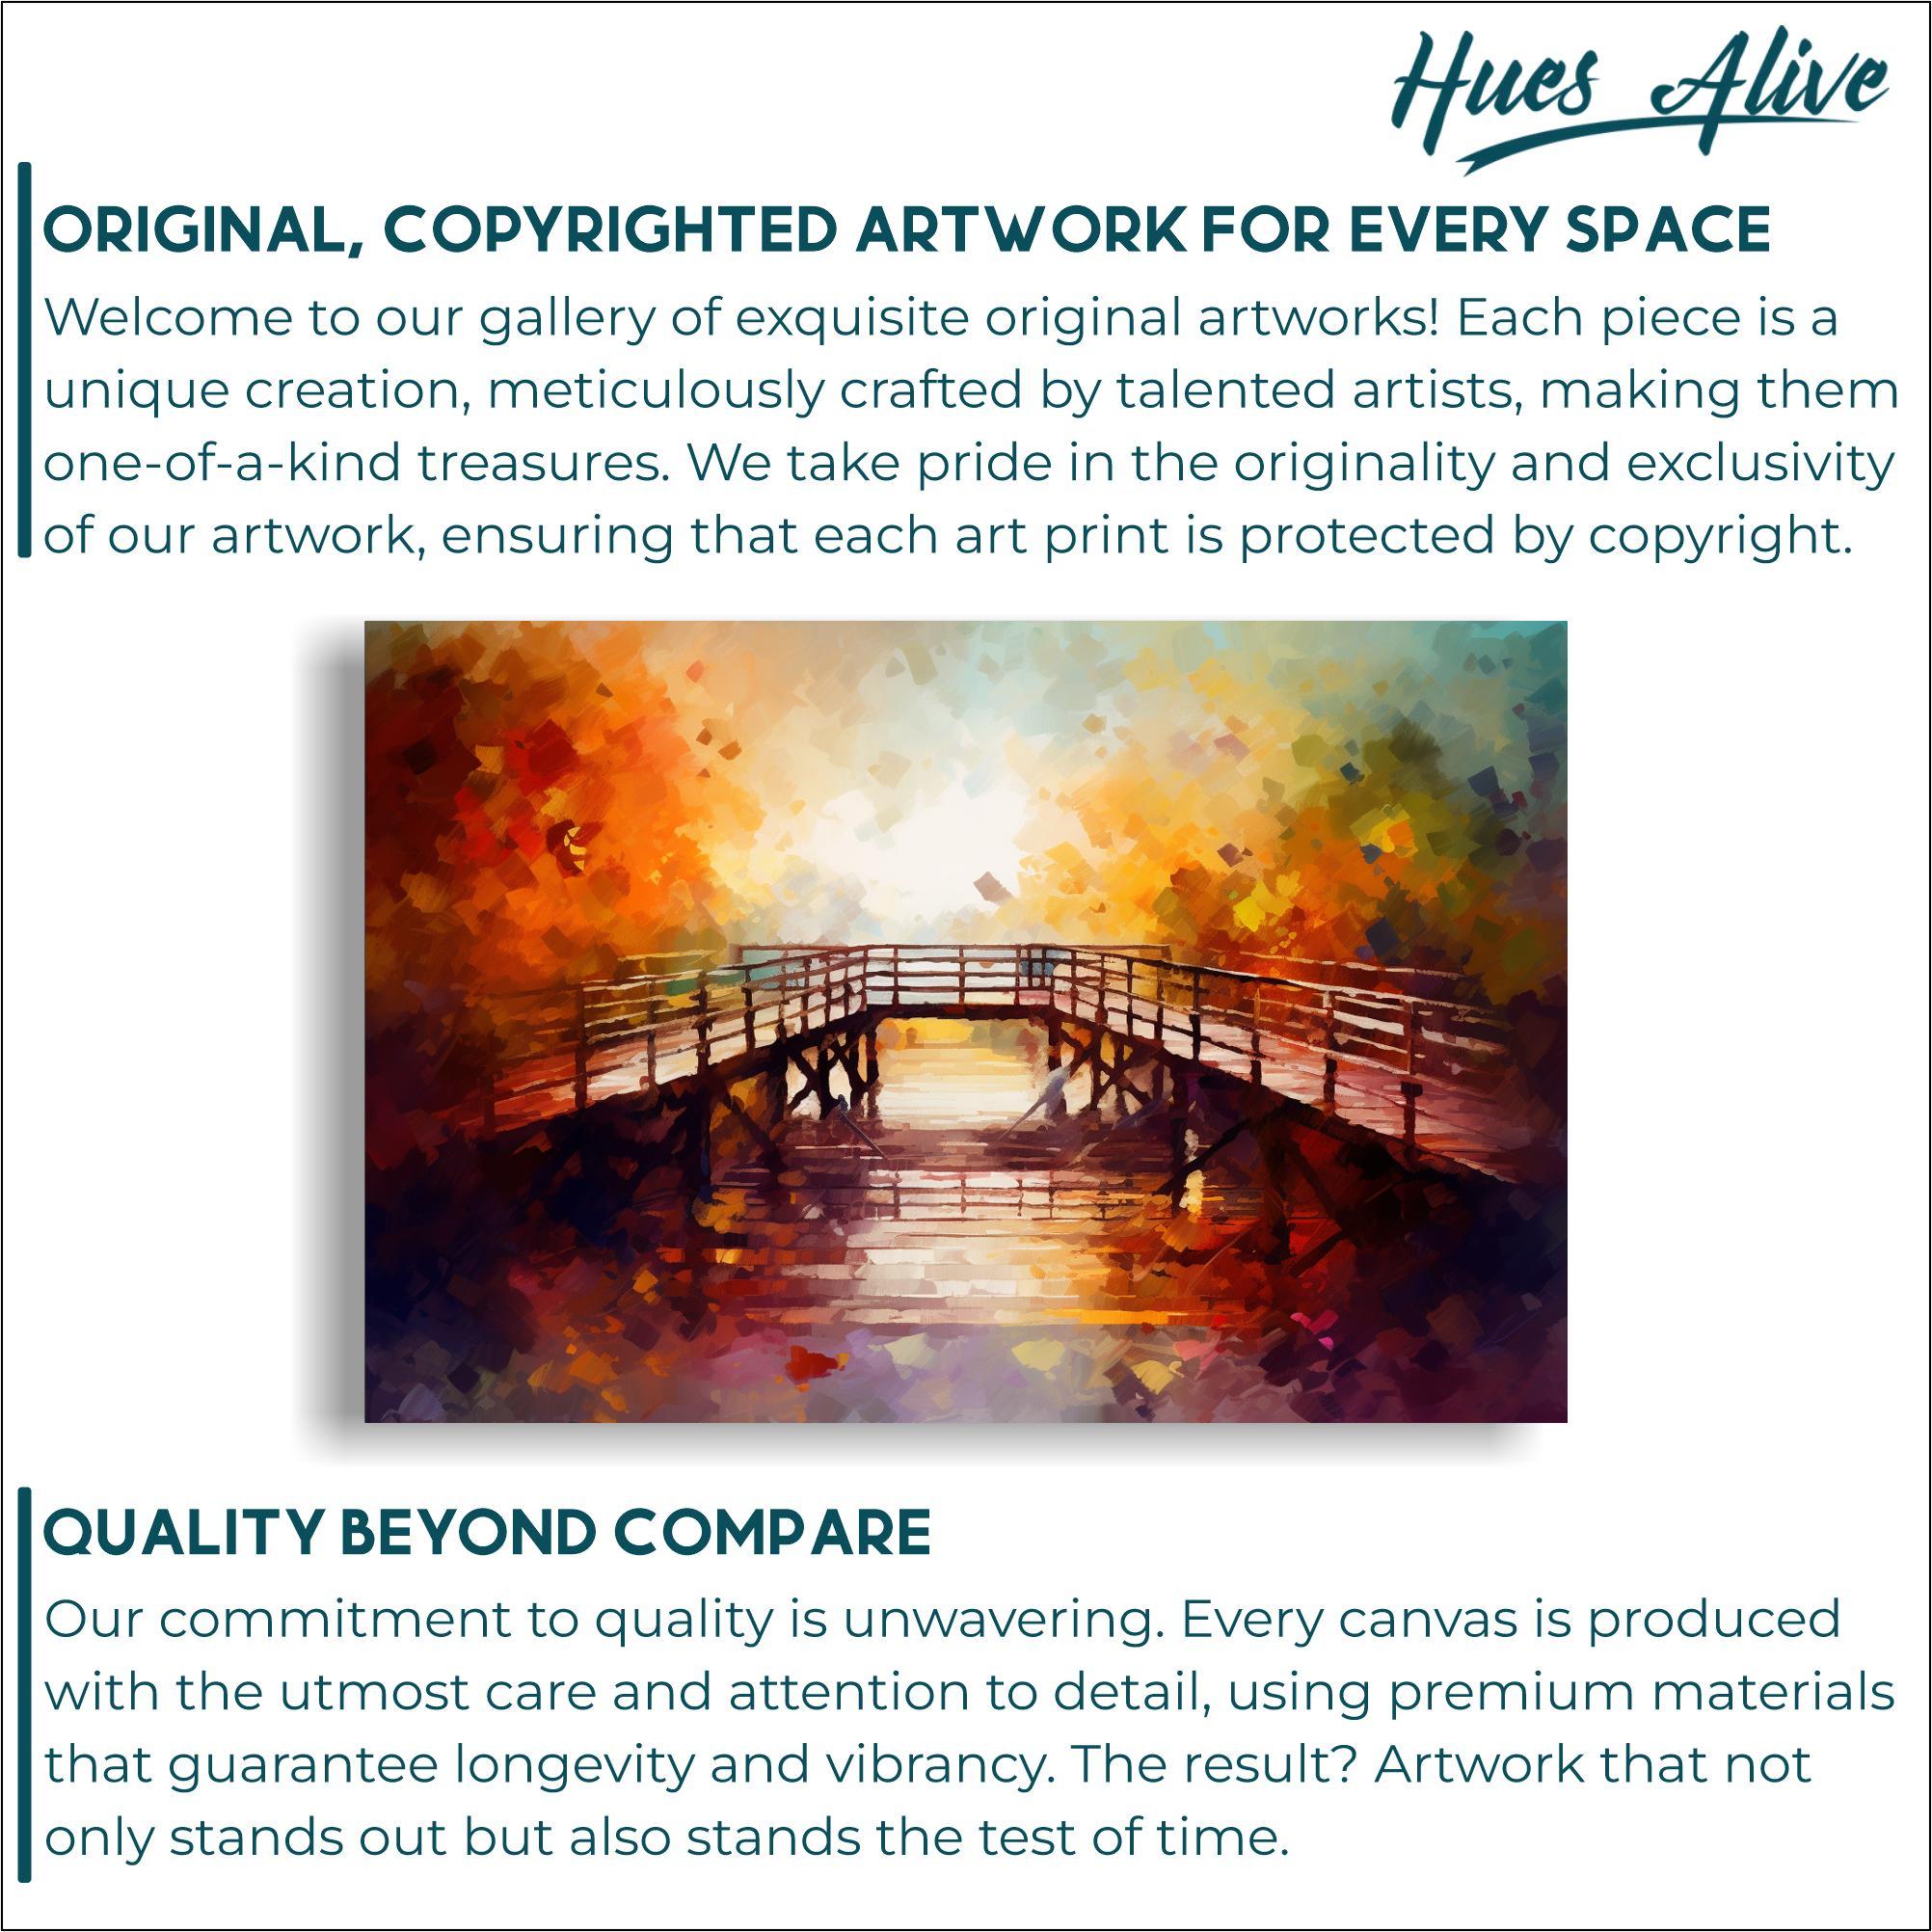 Hues Alive
ORIGINAL, COPYRIGHTED ARTWORK FOR EVERY SPACE
Welcome to our gallery of exquisite original artworks! Each piece is a
unique creation, meticulously crafted by talented artists, making them
one-of-a-kind treasures. We take pride in the originality and exclusivity
of our artwork, ensuring that each art print is protected by copyright.
QUALITY BEYOND COMPARE
Our commitment to quality is unwavering. Every canvas is produced
with the utmost care and attention to detail, using premium materials
that guarantee longevity and vibrancy. The result? Artwork that not
only stands out but also stands the test of time.